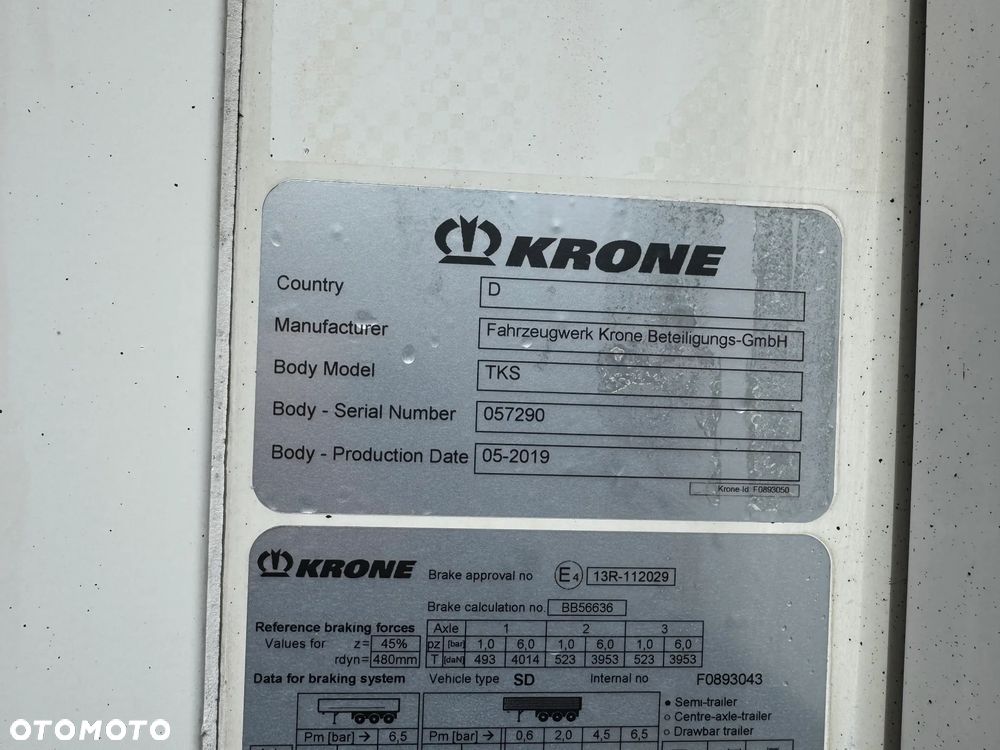 KRONE
Country D
Manufacturer Fahrzeugwerk Krone Beteiligungs-GmbH
Body Model TKS
Body - Serial Number 057290
Body - Production Date 05-2019
Krone-Id F0893050
KRONE Brake approval no E4 13R-112029
Brake calculation no. BB56636
Reference braking forces Axle 1 2 3
Values for z= 45% pz [bar] 1,0 6,0 1,0 6,0 1,0 6,0
rdyn= 480mm T [daN] 493 4014 523 3953 523 3953
Data for braking system Vehicle type SD Internal no F0893043
• Semi-trailer
○ Centre-axle-trailer
○ Drawbar trailer
Pm [bar] → 6,5 Pm [bar] → 0,6 2,0 4,5 6,5
OTOMOTO